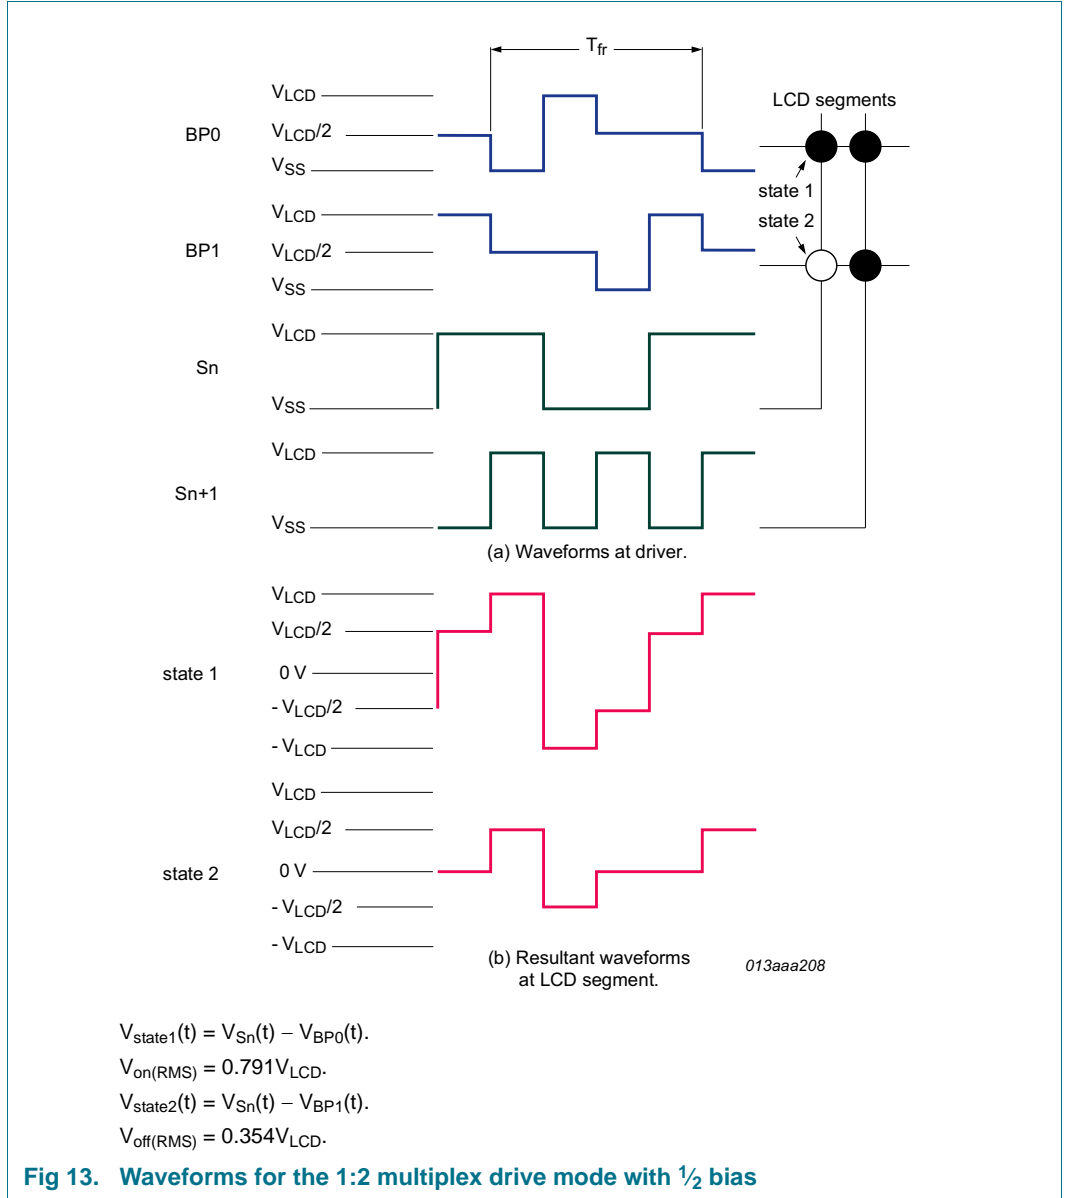 Tfr
VLCD
BP0
VLCD/2
VSS
LCD segments
state 1
state 2
VLCD
BP1
VLCD/2
VSS
VLCD
Sn
VSS
VLCD
Sn+1
VSS
(a) Waveforms at driver.
VLCD
VLCD/2
state 1
0 V
- VLCD/2
- VLCD
VLCD
VLCD/2
state 2
0 V
- VLCD/2
- VLCD
(b) Resultant waveforms
at LCD segment.
013aaa208
Vstate1(t) = VSn(t) − VBP0(t).
Von(RMS) = 0.791VLCD.
Vstate2(t) = VSn(t) − VBP1(t).
Voff(RMS) = 0.354VLCD.
Fig 13. Waveforms for the 1:2 multiplex drive mode with 1⁄2 bias